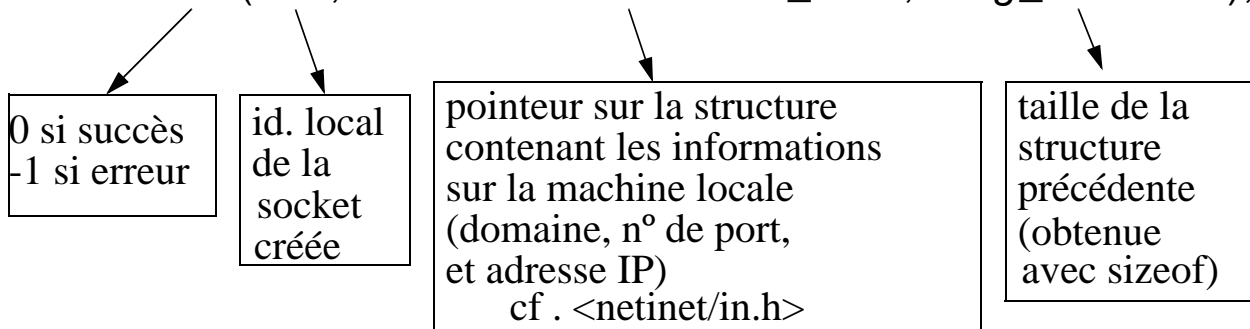 0 si succès
-1 si erreur
id. local
de la
socket
créée
pointeur sur la structure
contenant les informations
sur la machine locale
(domaine, nº de port,
et adresse IP)
cf . <netinet/in.h>
taille de la
structure
précédente
(obtenue
avec sizeof)